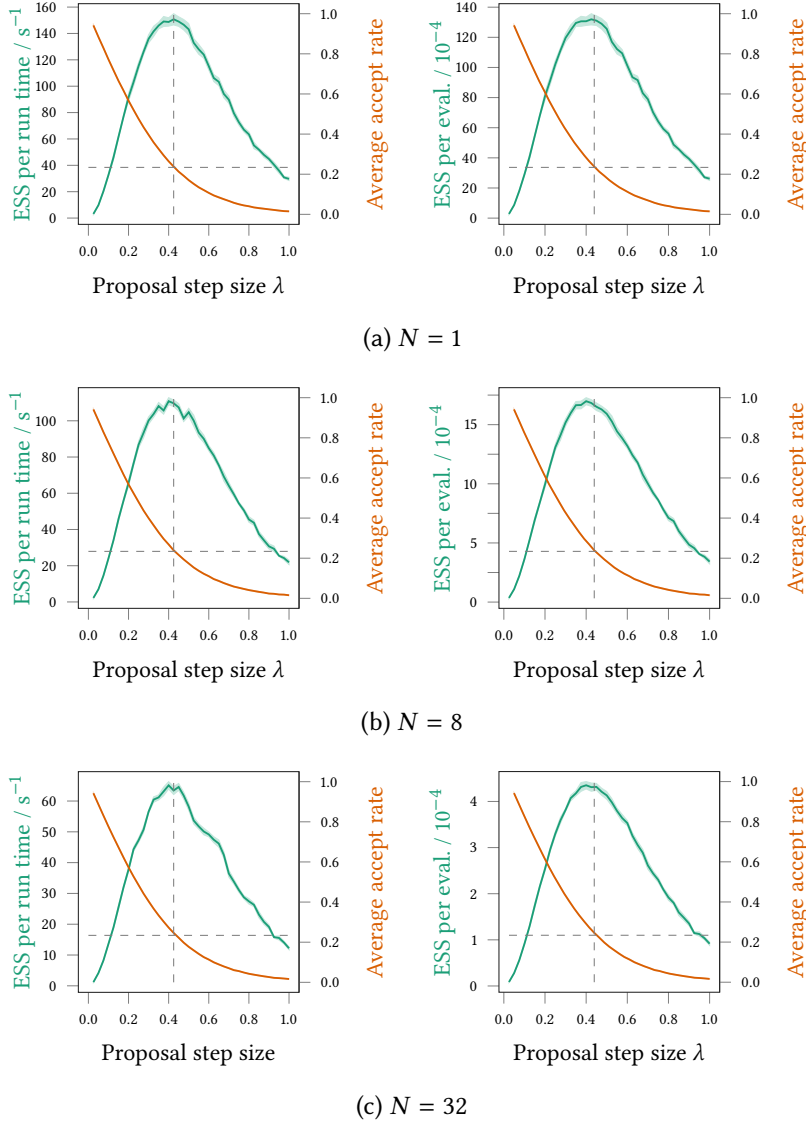 ESS per run time / s⁻¹
160
140
120
100
80
60
40
20
0
0.0 0.2 0.4 0.6 0.8 1.0
1.0
0.8
0.6
0.4
0.2
0.0
Average accept rate
Proposal step size λ
ESS per eval. / 10⁻⁴
160
140
120
100
80
60
40
20
0
0.0 0.2 0.4 0.6 0.8 1.0
1.0
0.8
0.6
0.4
0.2
0.0
Average accept rate
Proposal step size λ
(a) N = 1
ESS per run time / s⁻¹
100
80
60
40
20
0
0.0 0.2 0.4 0.6 0.8 1.0
1.0
0.8
0.6
0.4
0.2
0.0
Average accept rate
Proposal step size λ
ESS per eval. / 10⁻⁴
15
10
5
0
0.0 0.2 0.4 0.6 0.8 1.0
1.0
0.8
0.6
0.4
0.2
0.0
Average accept rate
Proposal step size λ
(b) N = 8
ESS per run time / s⁻¹
60
50
40
30
20
10
0
0.0 0.2 0.4 0.6 0.8 1.0
1.0
0.8
0.6
0.4
0.2
0.0
Average accept rate
Proposal step size
ESS per eval. / 10⁻⁴
4
3
2
1
0
0.0 0.2 0.4 0.6 0.8 1.0
1.0
0.8
0.6
0.4
0.2
0.0
Average accept rate
Proposal step size λ
(c) N = 32